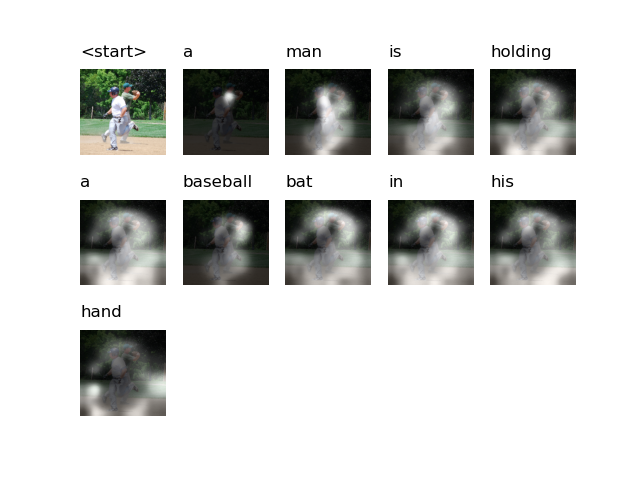 <start> a man is holding
a baseball bat in his
hand